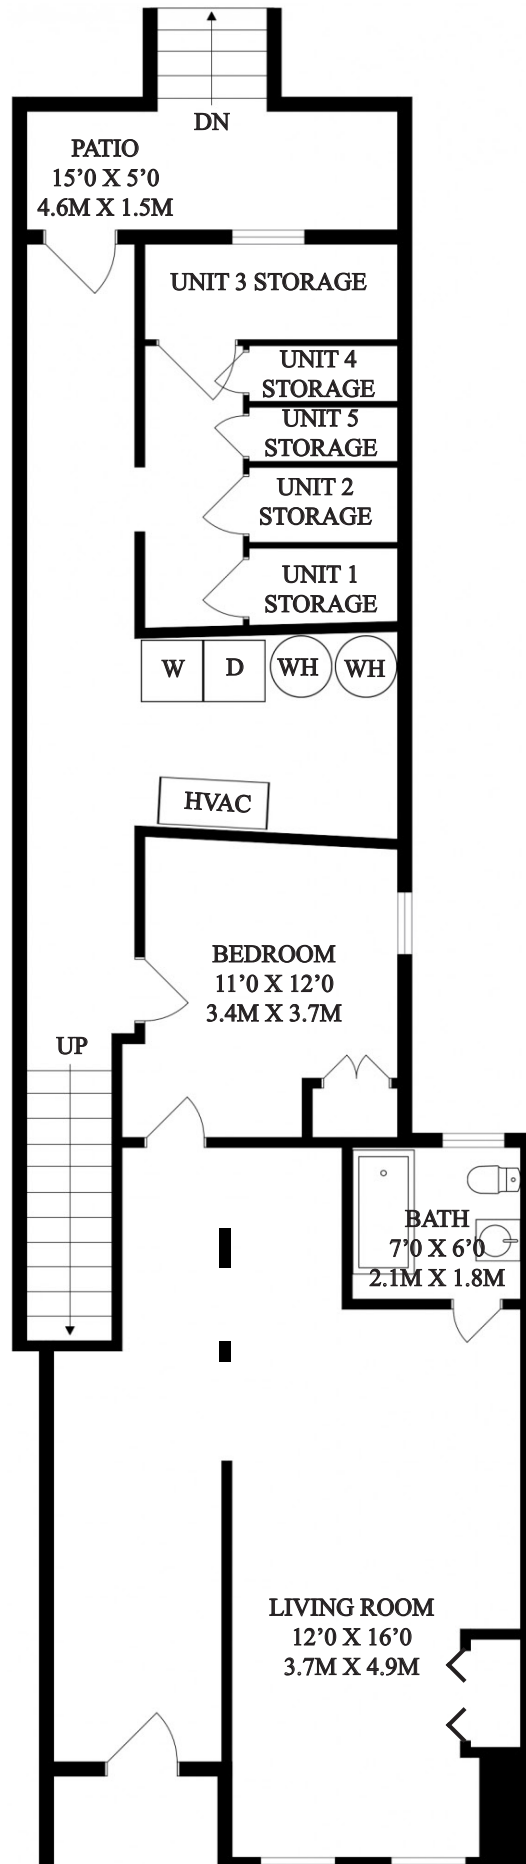 DN
PATIO
15’0 X 5’0
4.6M X 1.5M
UNIT 3 STORAGE
UNIT 4
STORAGE
UNIT 5
STORAGE
UNIT 2
STORAGE
UNIT 1
STORAGE
W
D
WH
WH
HVAC
BEDROOM
11’0 X 12’0
3.4M X 3.7M
UP
BATH
7’0 X 6’0
2.1M X 1.8M
LIVING ROOM
12’0 X 16’0
3.7M X 4.9M